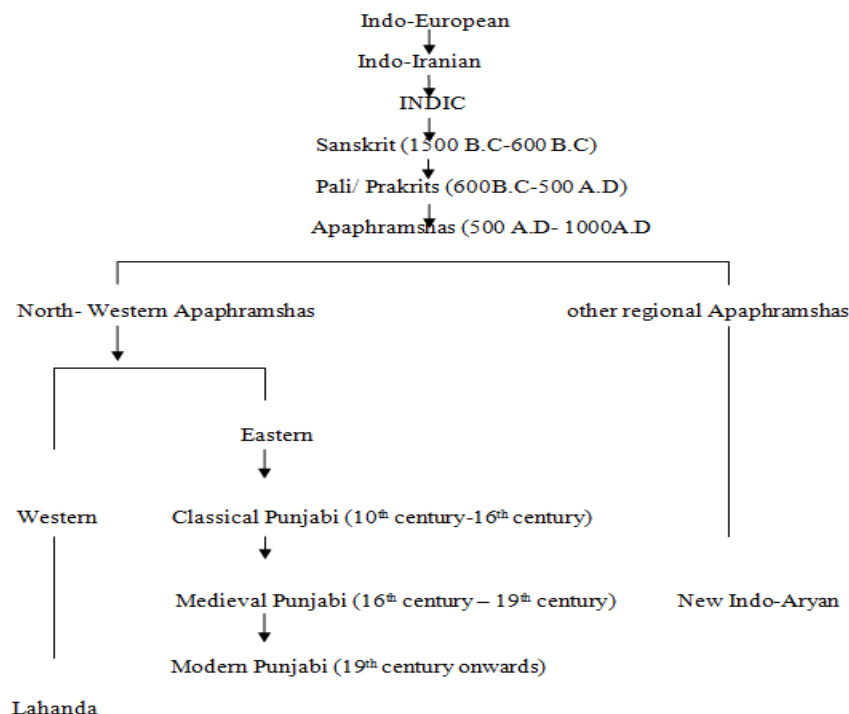 Indo-European
Indo-Iranian
INDIC
Sanskrit (1500 B.C-600 B.C)
Pali/ Prakrits (600B.C-500 A.D)
Apaphramshas (500 A.D- 1000A.D
North- Western Apaphramshas
other regional Apaphramshas
Eastern
Western
Classical Punjabi (10th century-16th century)
Medieval Punjabi (16th century – 19th century)
New Indo-Aryan
Modern Punjabi (19th century onwards)
Lahanda